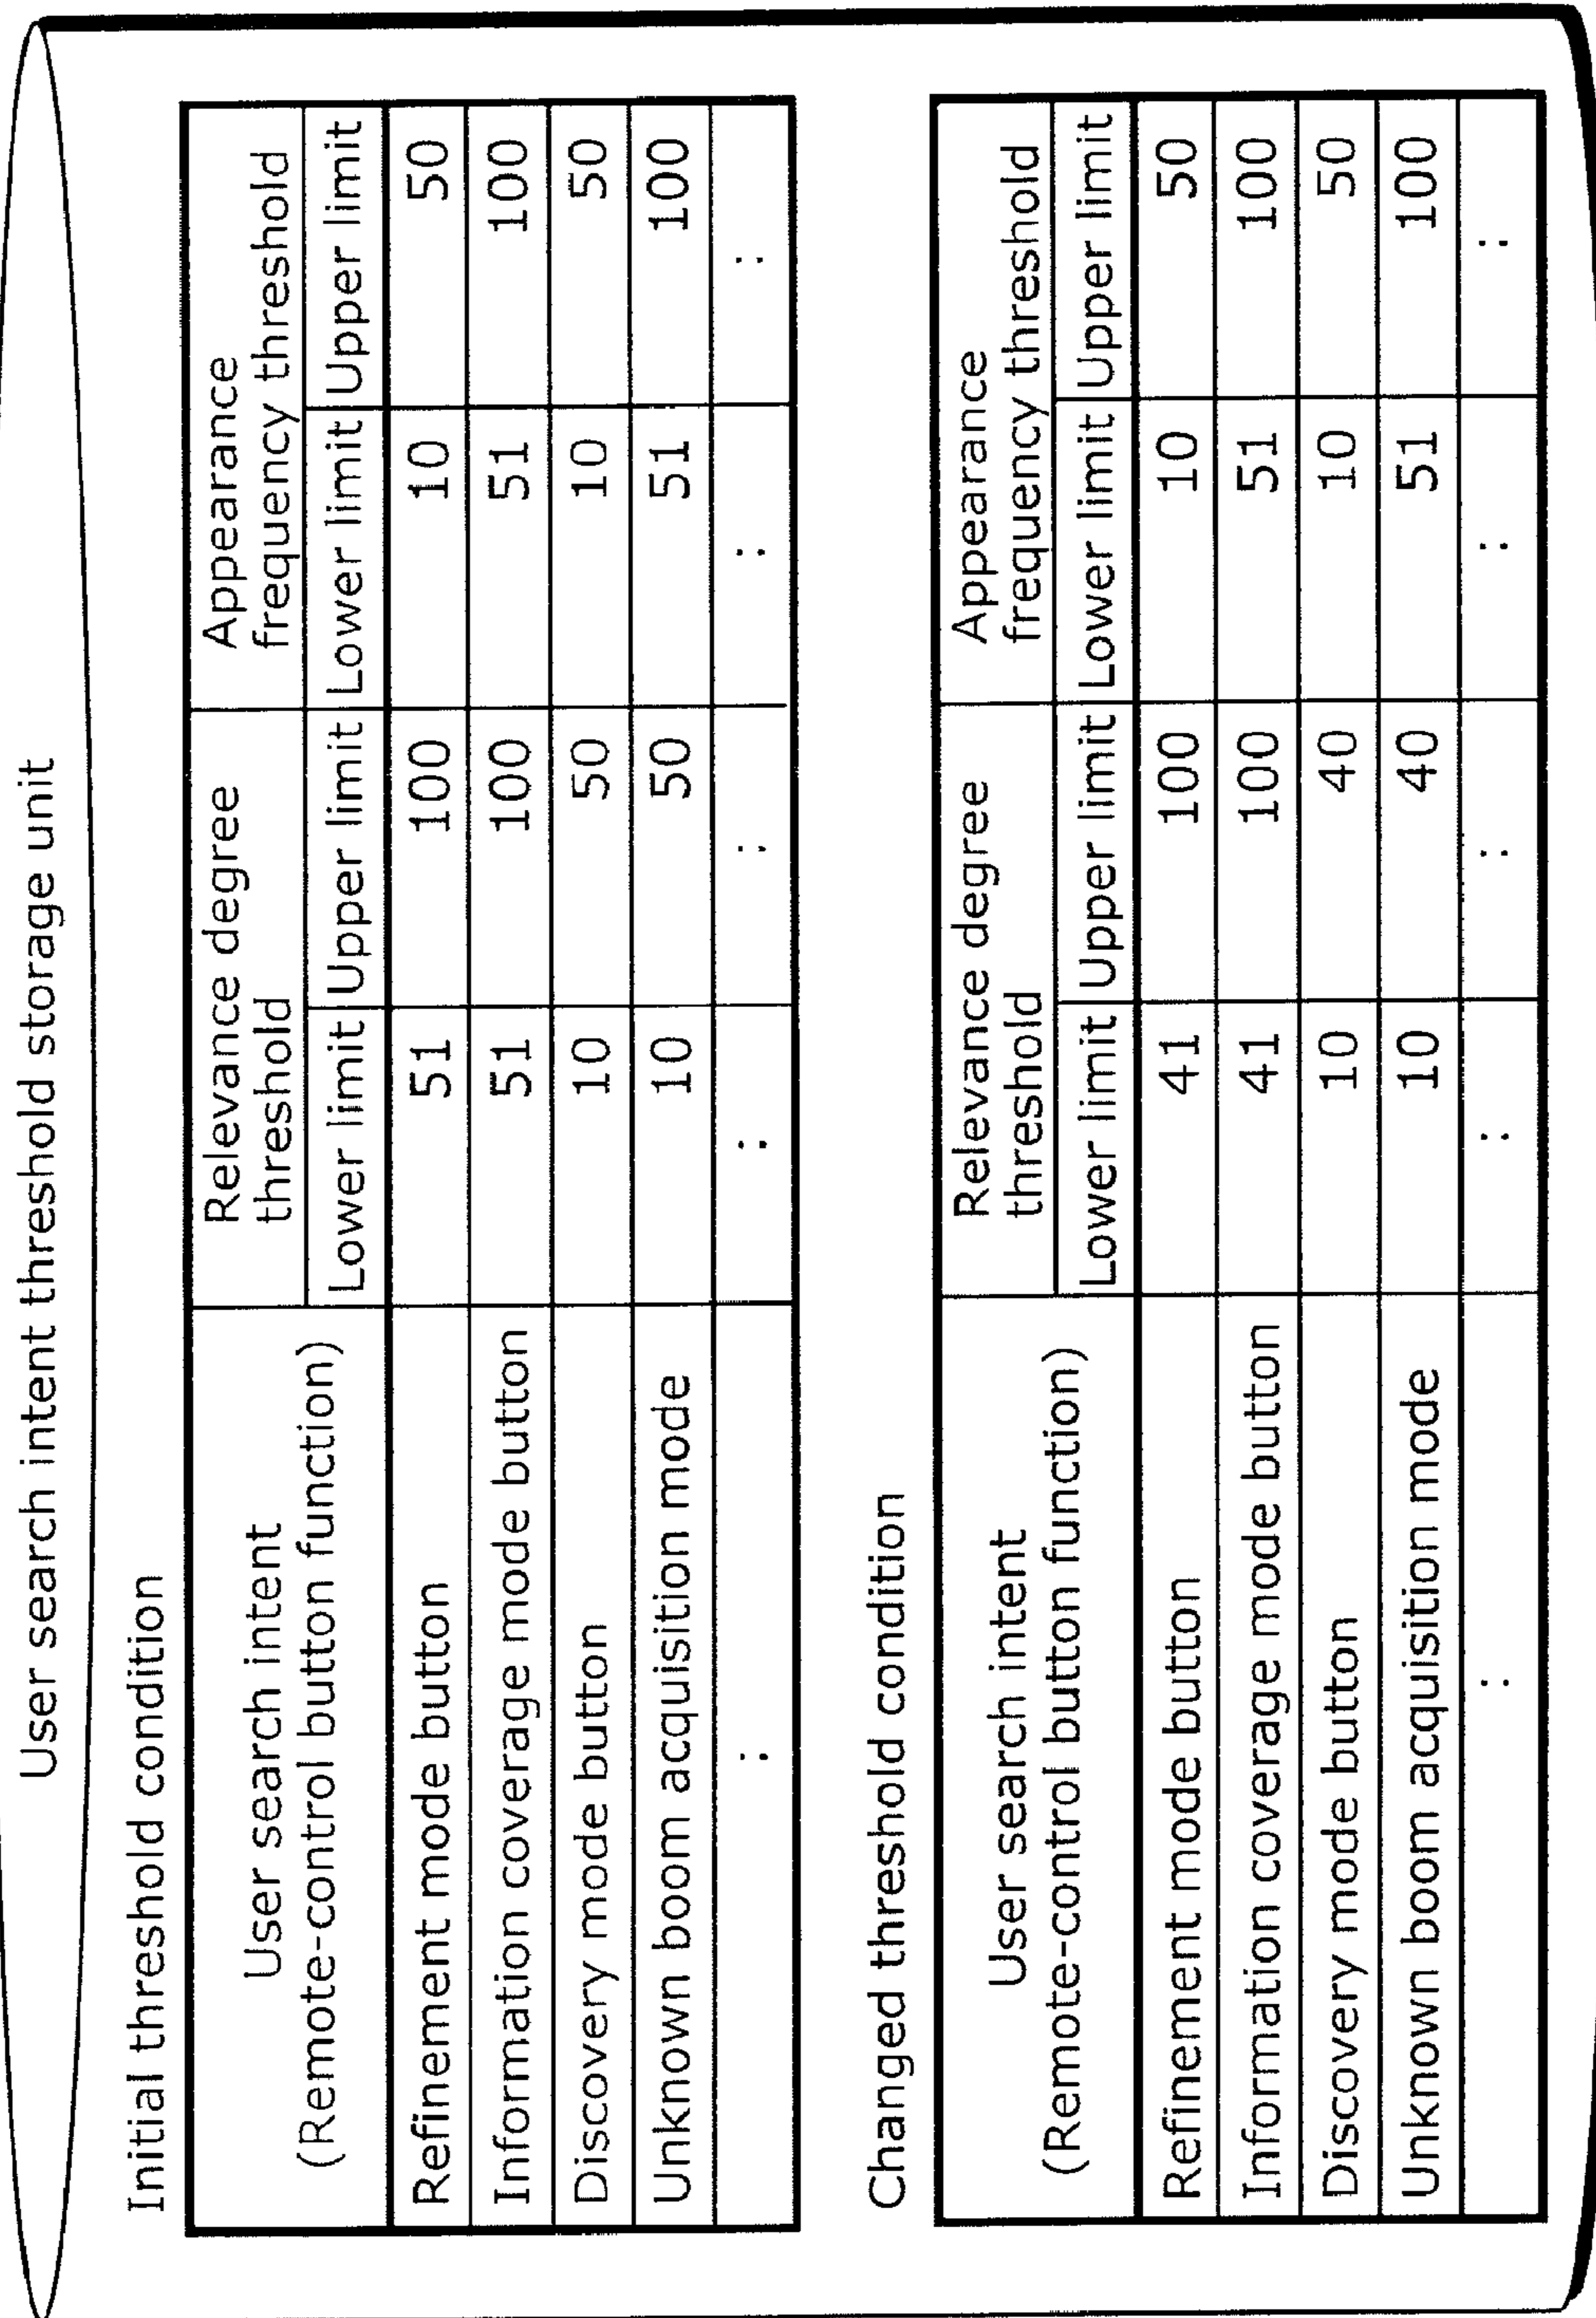 User search intent threshold storage unit
Initial threshold condition
User search intent
(Remote-control button function)
Relevance degree
threshold
Appearance
frequency threshold
Lower limit Upper limit Lower limit Upper limit
Refinement mode button 51 100 10 50
Information coverage mode button 51 100 51 100
Discovery mode button 10 50 10 50
Unknown boom acquisition mode 10 50 51 100
: : : : :
Changed threshold condition
User search intent
(Remote-control button function)
Relevance degree
threshold
Appearance
frequency threshold
Lower limit Upper limit Lower limit Upper limit
Refinement mode button 41 100 10 50
Information coverage mode button 41 100 51 100
Discovery mode button 10 40 10 50
Unknown boom acquisition mode 10 40 51 100
: : : : :